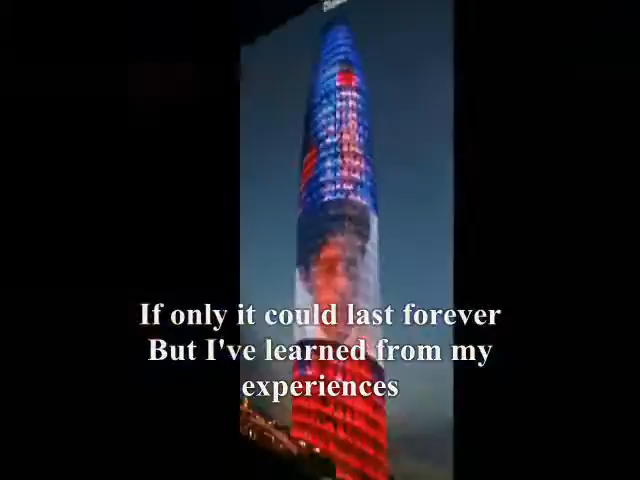 If only it could last forever
But I've learned from my
experiences